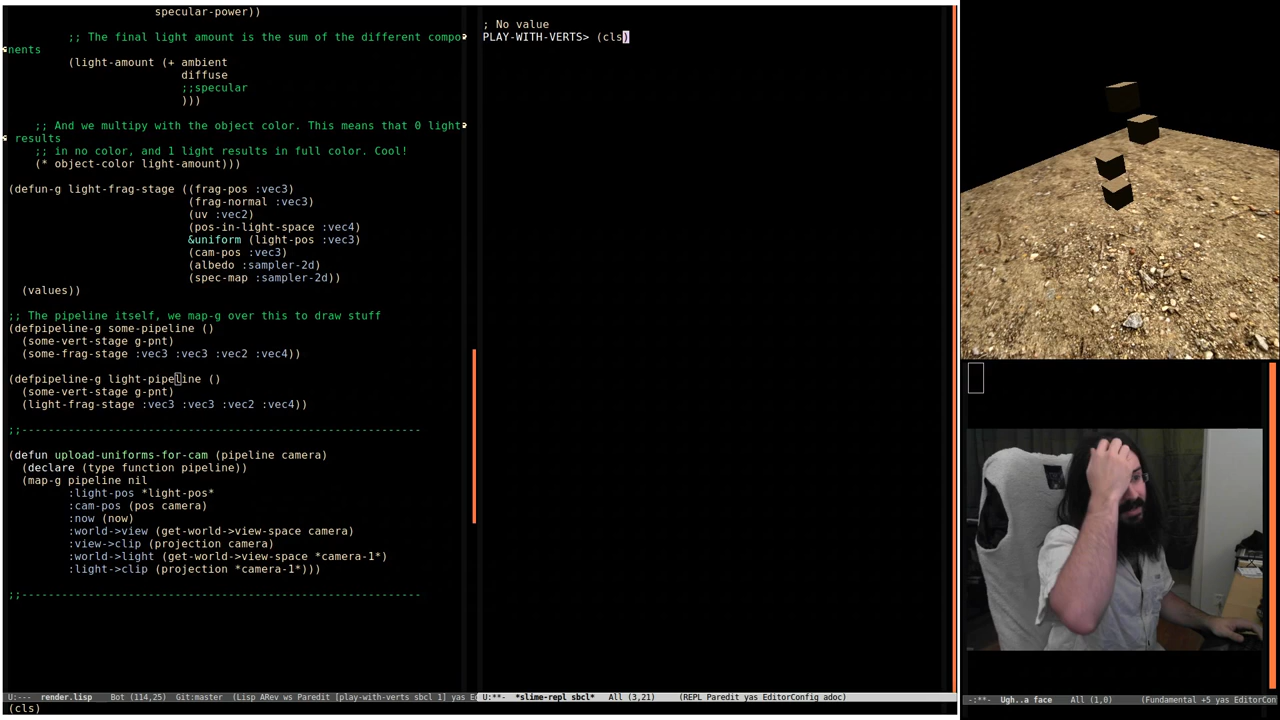 specular-power))
;; The final light amount is the sum of the different compo
nents
(light-amount (+ ambient
diffuse
;;specular
)))
;; And we multipy with the object color. This means that 0 light
results
;; in no color, and 1 light results in full color. Cool!
(* object-color light-amount)))
(defun-g light-frag-stage ((frag-pos :vec3)
(frag-normal :vec3)
(uv :vec2)
(pos-in-light-space :vec4)
&uniform (light-pos :vec3)
(cam-pos :vec3)
(albedo :sampler-2d)
(spec-map :sampler-2d))
(values))
;; The pipeline itself, we map-g over this to draw stuff
(defpipeline-g some-pipeline ()
(some-vert-stage g-pnt)
(some-frag-stage :vec3 :vec3 :vec2 :vec4))
(defpipeline-g light-pipeline ()
(some-vert-stage g-pnt)
(light-frag-stage :vec3 :vec3 :vec2 :vec4))
;;------------------------------------------------------------
(defun upload-uniforms-for-cam (pipeline camera)
(declare (type function pipeline))
(map-g pipeline nil
:light-pos *light-pos*
:cam-pos (pos camera)
:now (now)
:world->view (get-world->view-space camera)
:view->clip (projection camera)
:world->light (get-world->view-space *camera-1*)
:light->clip (projection *camera-1*)))
;;------------------------------------------------------------
U:--- render.lisp Bot (114,25) Git:master (Lisp ARev ws Paredit [play-with-verts sbcl 1] yas E
(cls)
; No value
PLAY-WITH-VERTS> (cls)
U:**- *slime-repl sbcl* All (3,21) (REPL Paredit yas EditorConfig adoc)
-:**- Ugh..a face All (1,0) (Fundamental +5 yas EditorCon